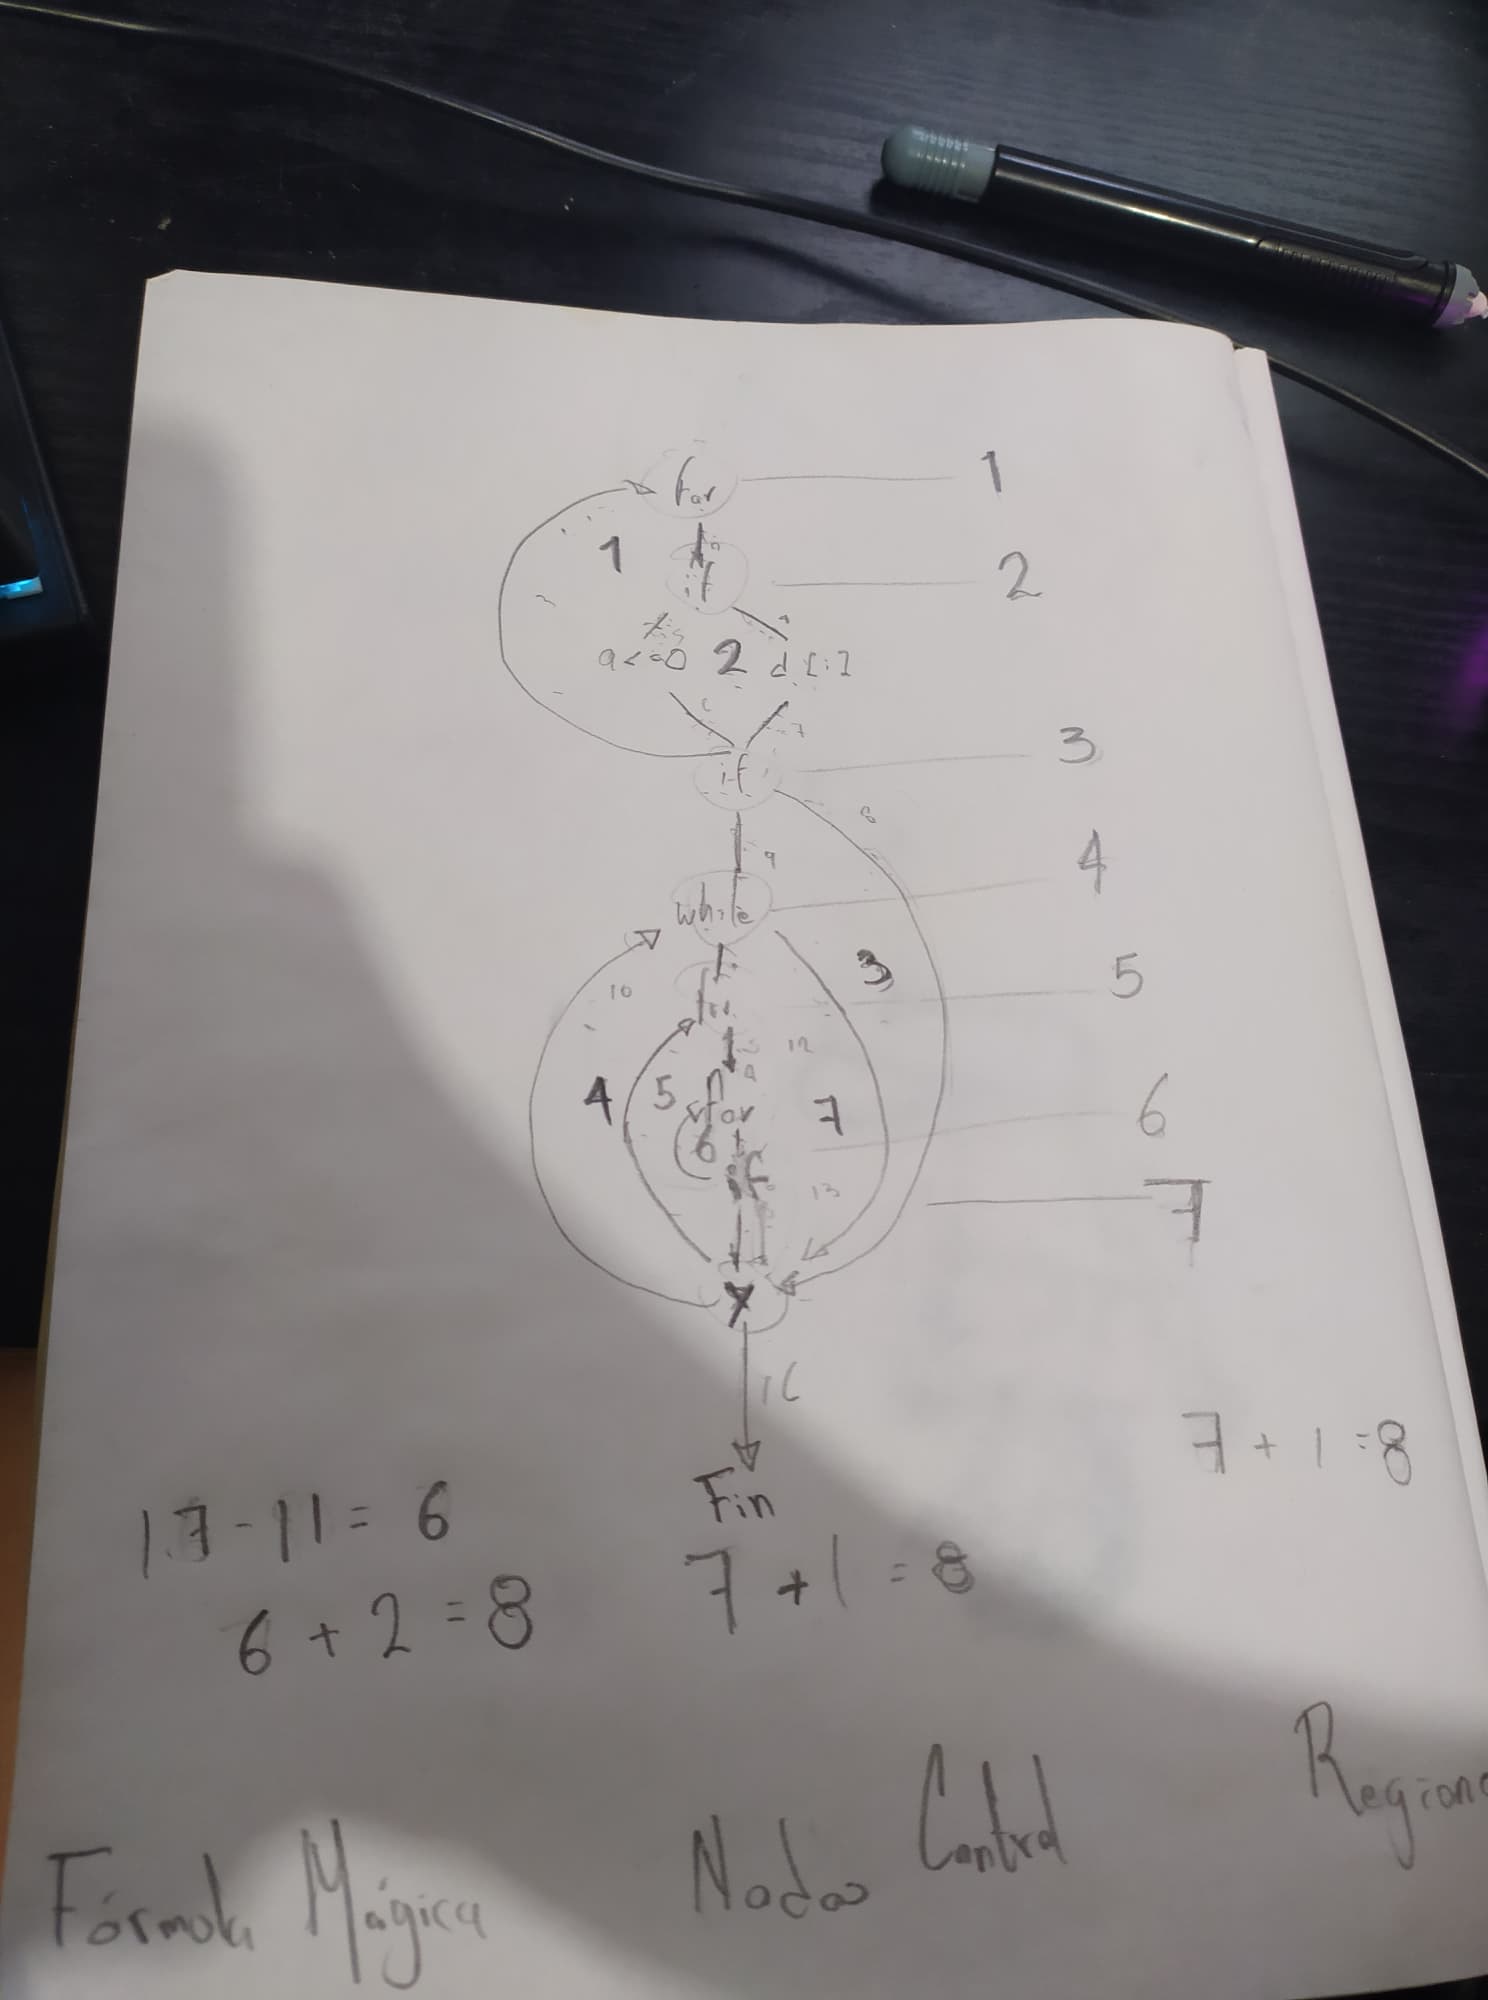 for 1
1
if 2
a<=0 2 d[i]
7
if 3
8
9
while 4
3
10 5
12
4 5 for 7 6
6
if
13 7
16
Fin
7 + 1 = 8
17 - 11 = 6
7 + 1 = 8
6 + 2 = 8
Fórmula Mágica Nodos Control Region